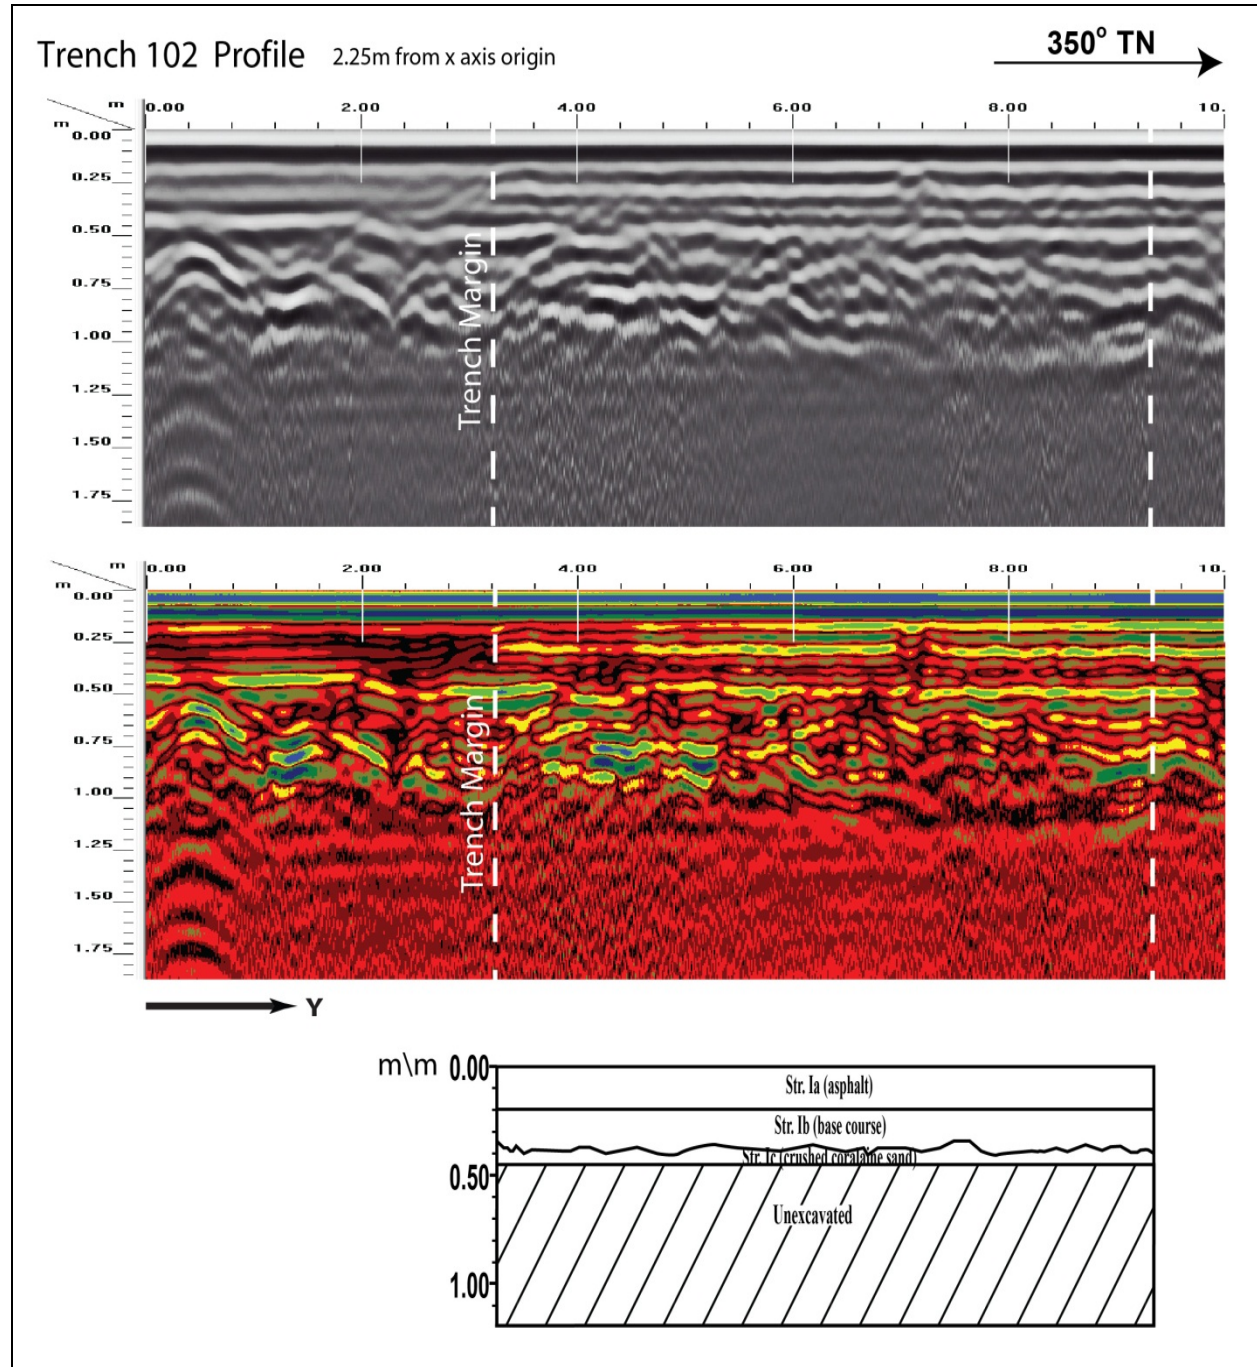 Trench 102 Profile 2.25m from x axis origin
350° TN
m 0.00 2.00 4.00 6.00 8.00 10.
m
0.00
0.25
0.50
0.75
1.00
1.25
1.50
1.75
Trench Margin
m 0.00 2.00 4.00 6.00 8.00 10.
m
0.00
0.25
0.50
0.75
1.00
1.25
1.50
1.75
Trench Margin
Y
m\m 0.00
Str. Ia (asphalt)
Str. Ib (base course)
Str. Ic (crushed coralaine sand)
0.50
Unexcavated
1.00